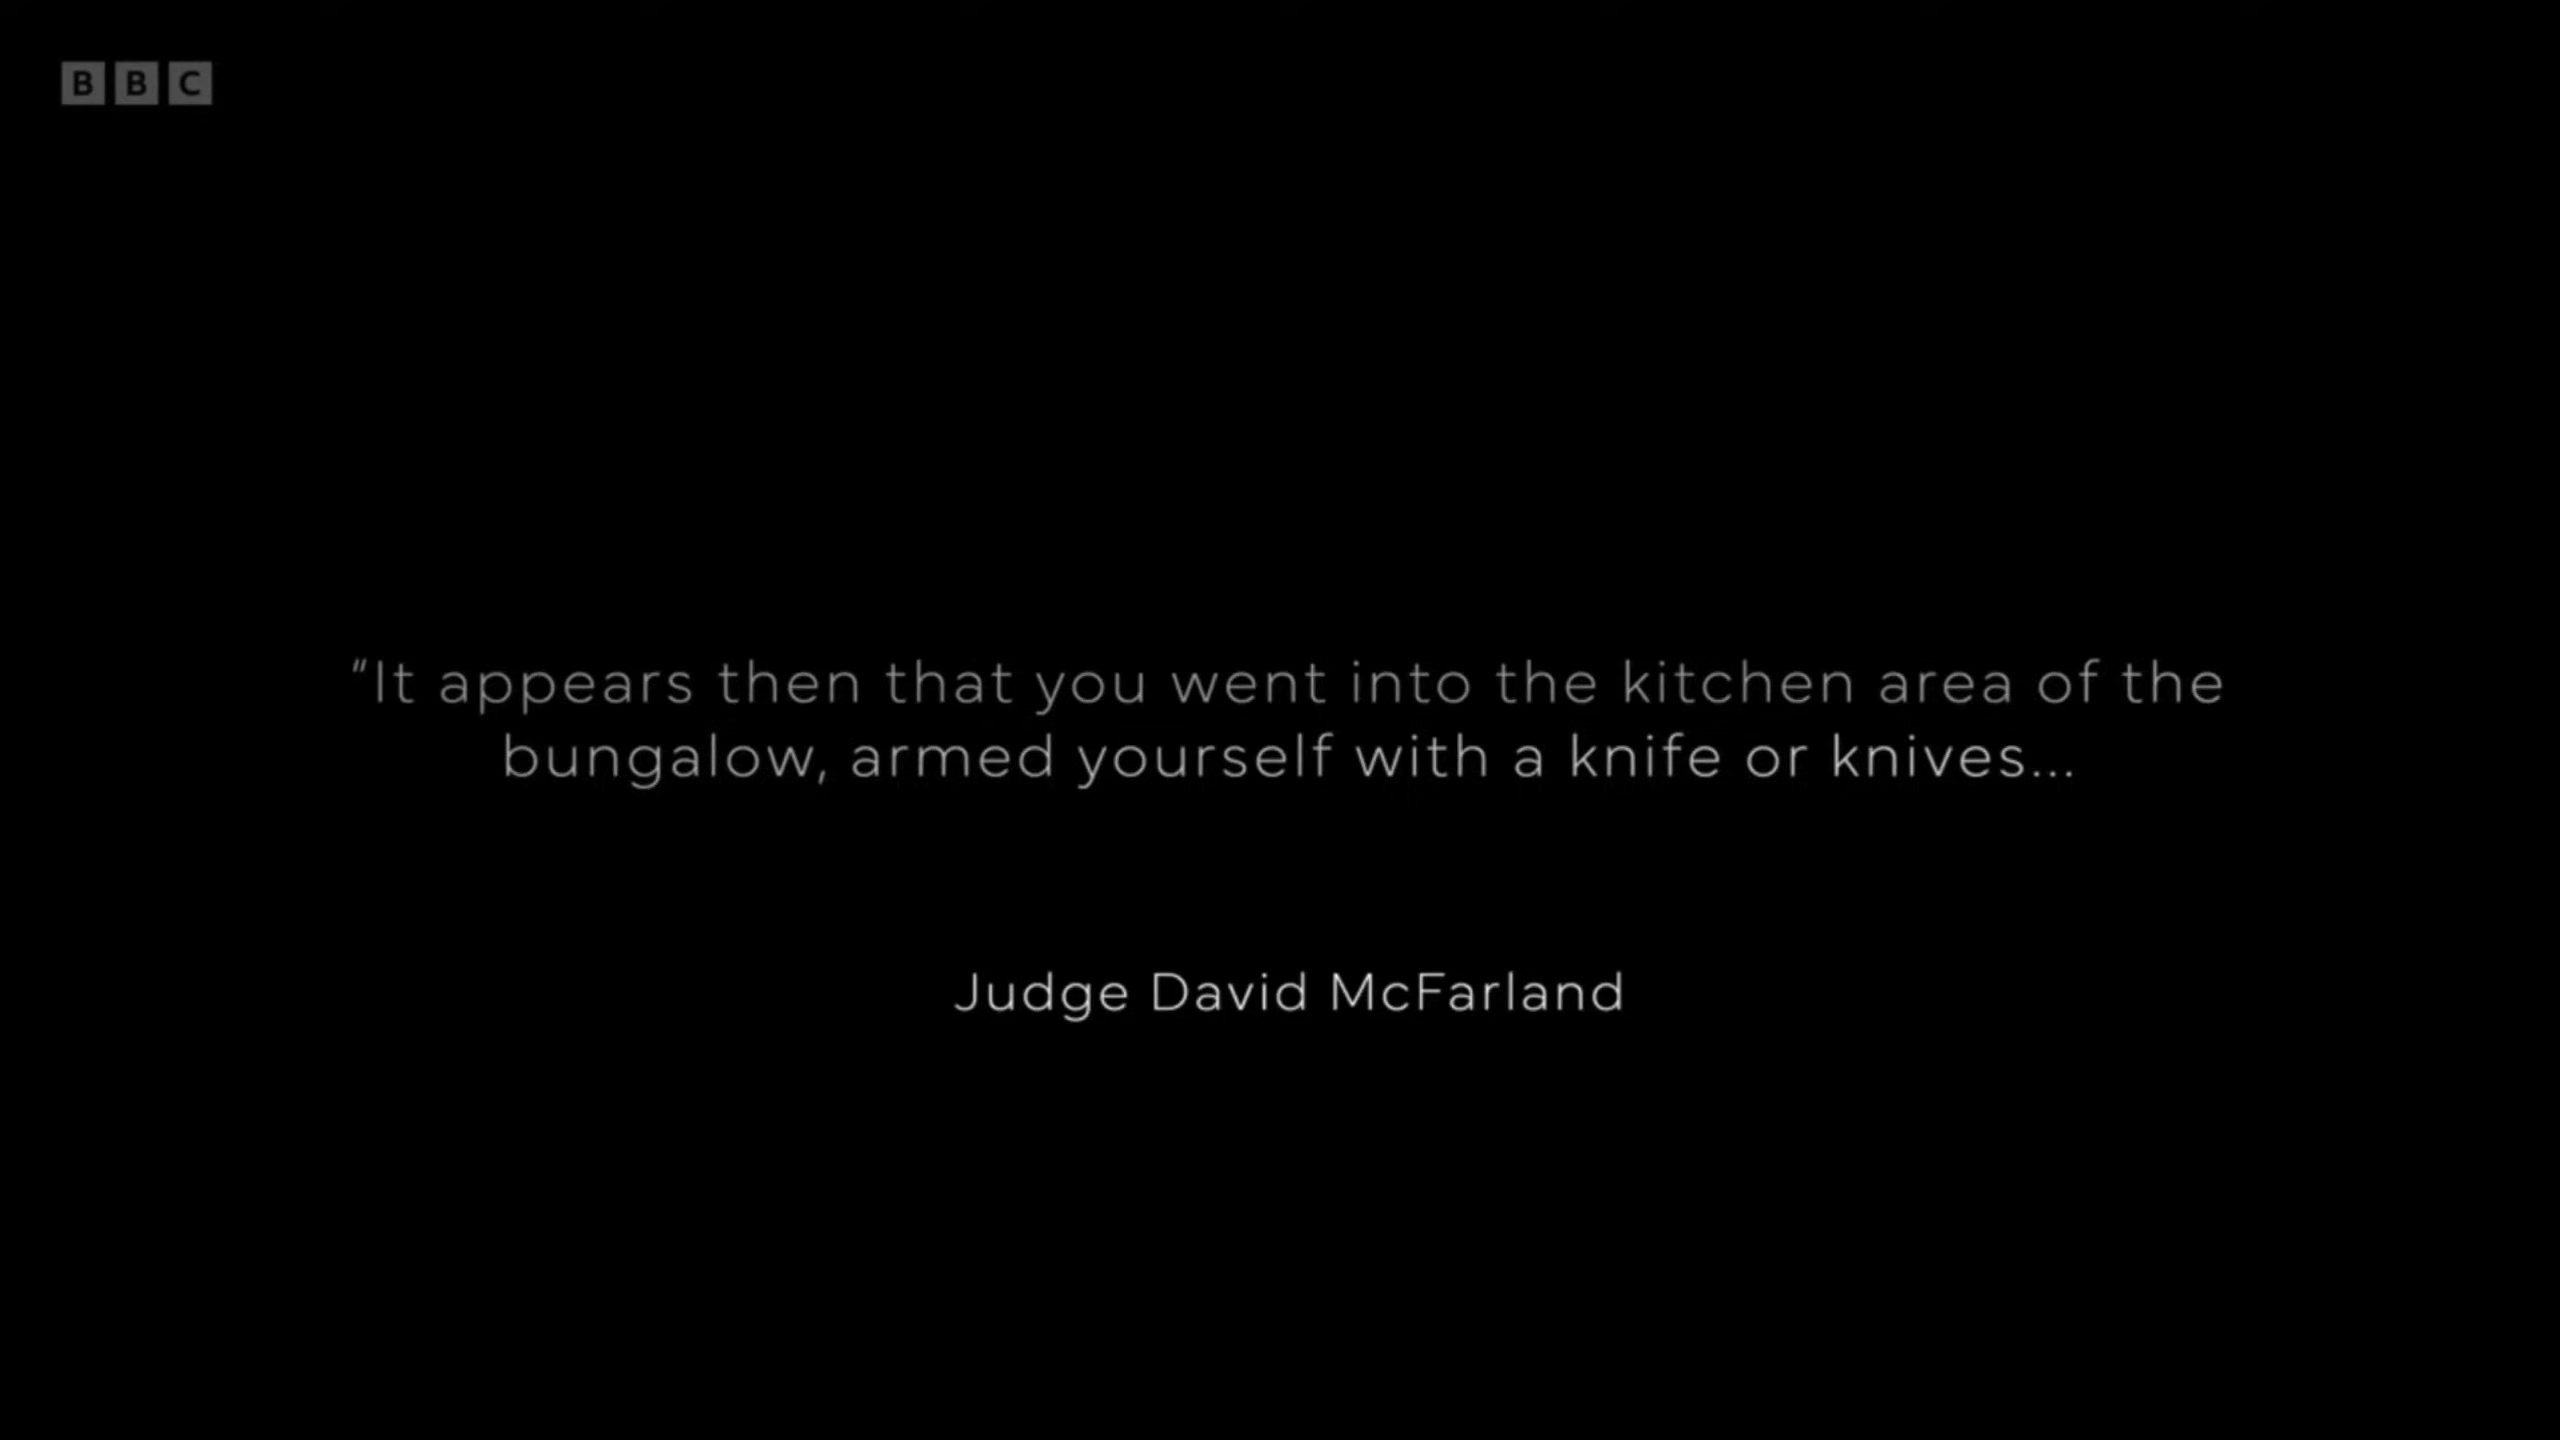 BBC
“It appears then that you went into the kitchen area of the
bungalow, armed yourself with a knife or knives...
Judge David McFarland